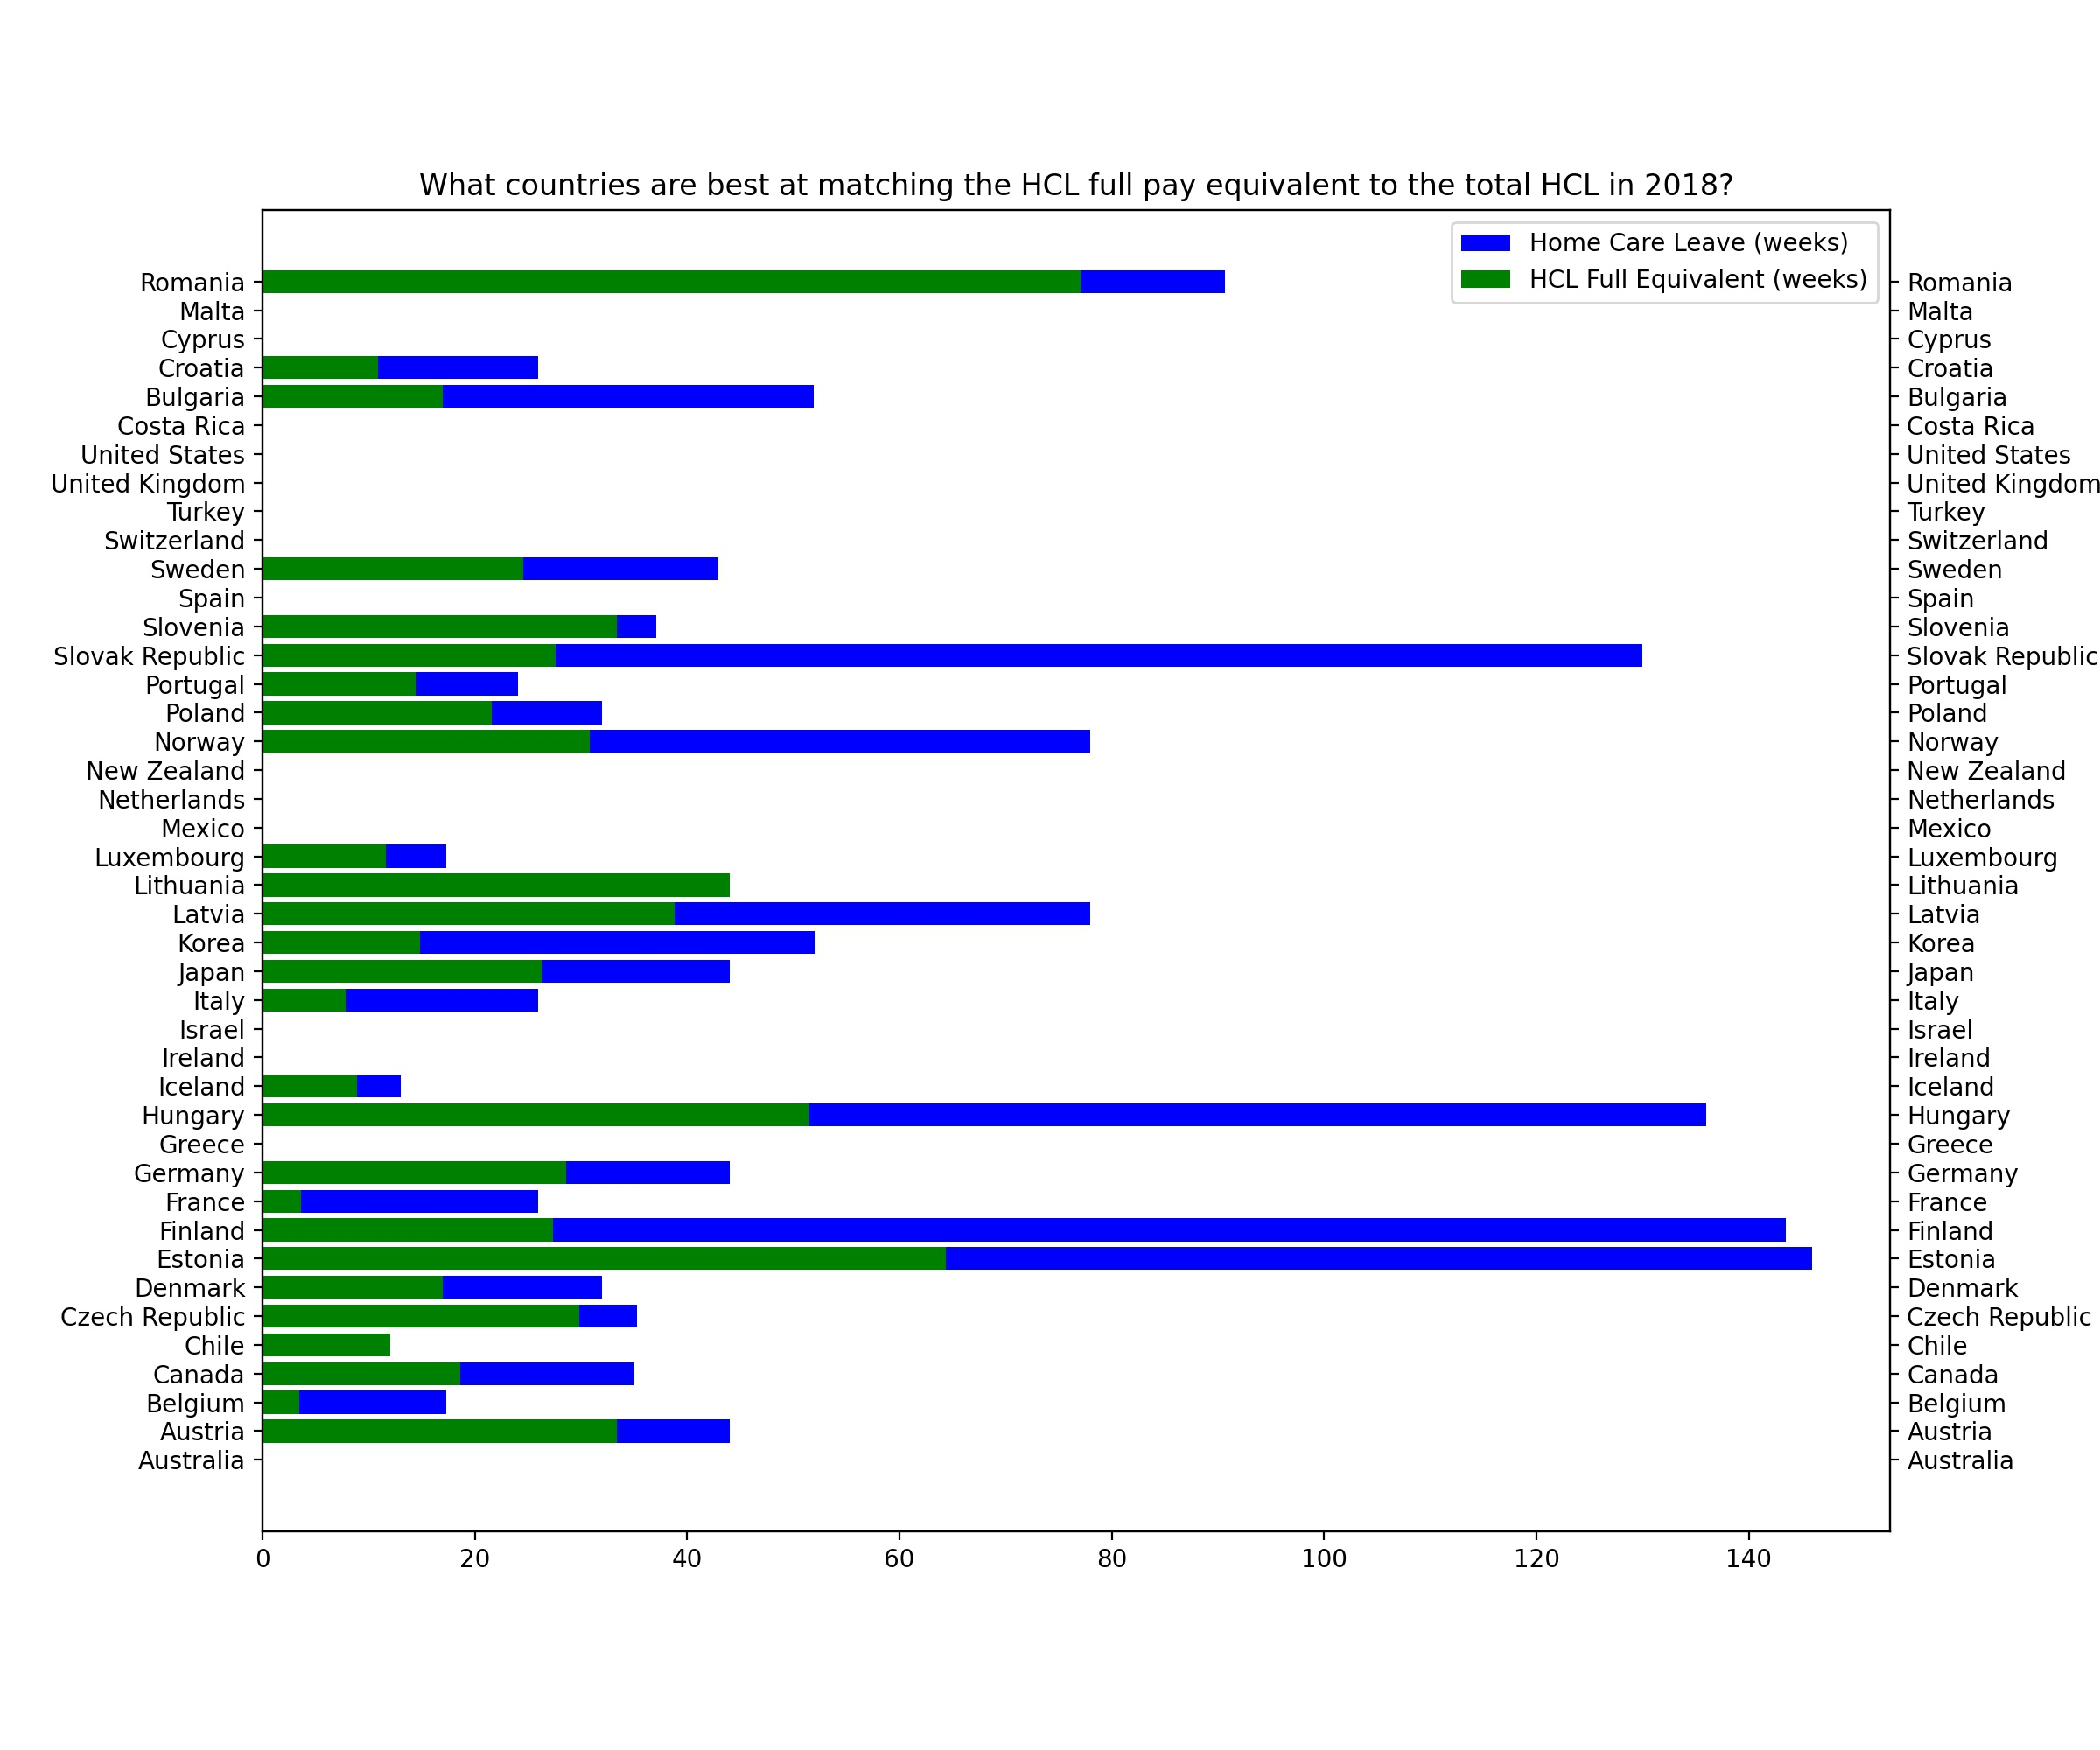 What countries are best at matching the HCL full pay equivalent to the total HCL in 2018?
Home Care Leave (weeks)
HCL Full Equivalent (weeks)
Romania Romania
Malta Malta
Cyprus Cyprus
Croatia Croatia
Bulgaria Bulgaria
Costa Rica Costa Rica
United States United States
United Kingdom United Kingdom
Turkey Turkey
Switzerland Switzerland
Sweden Sweden
Spain Spain
Slovenia Slovenia
Slovak Republic Slovak Republic
Portugal Portugal
Poland Poland
Norway Norway
New Zealand New Zealand
Netherlands Netherlands
Mexico Mexico
Luxembourg Luxembourg
Lithuania Lithuania
Latvia Latvia
Korea Korea
Japan Japan
Italy Italy
Israel Israel
Ireland Ireland
Iceland Iceland
Hungary Hungary
Greece Greece
Germany Germany
France France
Finland Finland
Estonia Estonia
Denmark Denmark
Czech Republic Czech Republic
Chile Chile
Canada Canada
Belgium Belgium
Austria Austria
Australia Australia
0 20 40 60 80 100 120 140